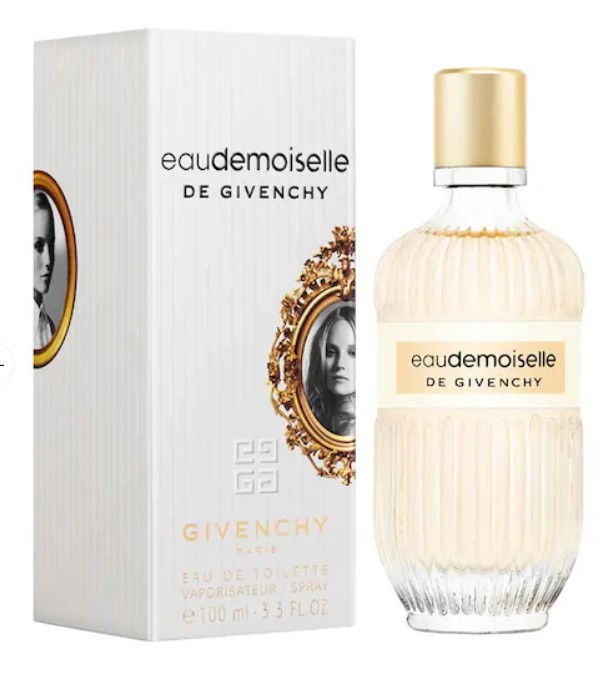 eaudemoiselle
DE GIVENCHY
GIVENCHY
PARIS
EAU DE TOILETTE
VAPORISATEUR · SPRAY
℮100 ml · 3.3 FL.OZ
eaudemoiselle
DE GIVENCHY